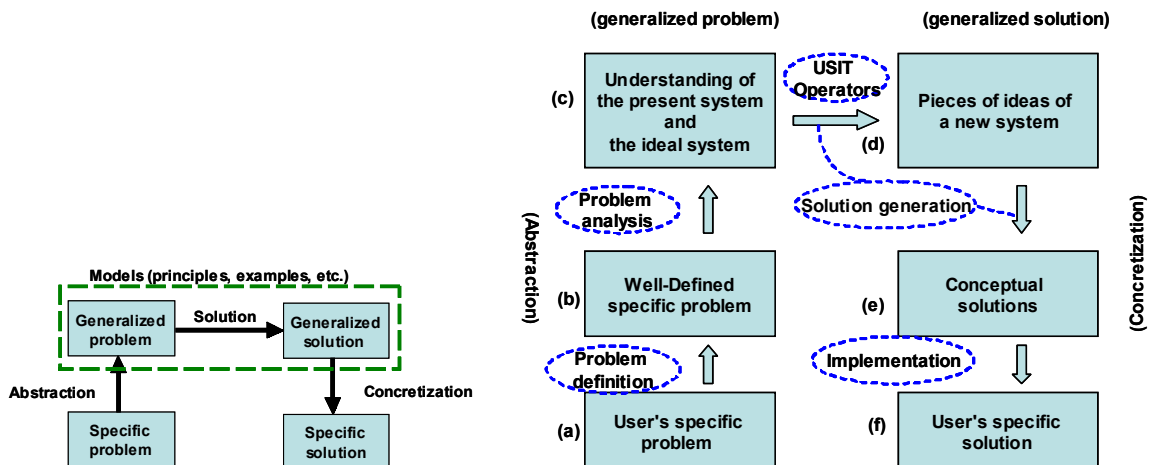 Models (principles, examples, etc.)
Generalized
problem
Solution
Generalized
solution
Abstraction
Concretization
Specific
problem
Specific
solution
(generalized problem)
(generalized solution)
(c)
Understanding of
the present system
and
the ideal system
USIT
Operators
(d)
Pieces of ideas of
a new system
Problem
analysis
Solution generation
(Abstraction)
(Concretization)
(b)
Well-Defined
specific problem
(e)
Conceptual
solutions
Problem
definition
Implementation
(a)
User's specific
problem
(f)
User's specific
solution